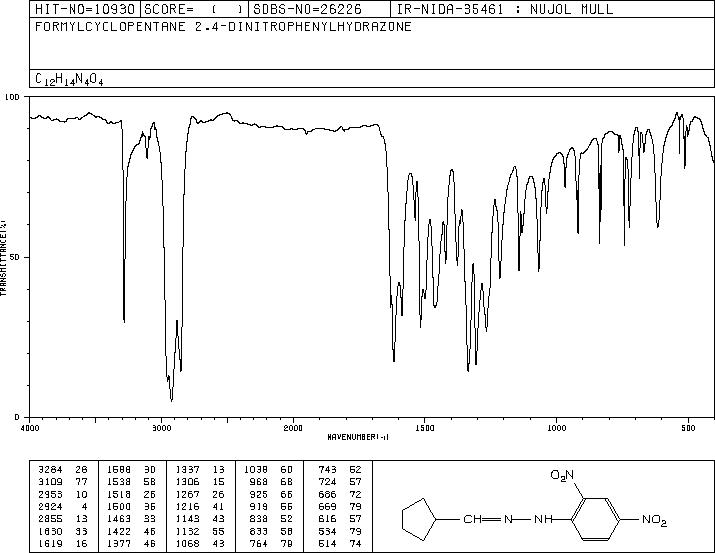 HIT-NO=10930 SCORE= ( ) SDBS-NO=26226 IR-NIDA-35461 : NUJOL MULL
FORMYLCYCLOPENTANE 2,4-DINITROPHENYLHYDRAZONE
C12H14N4O4
100
50
0
TRANSMITTANCE(%)
4000 3000 2000 1500 1000 500
WAVENUMBER(-1)
3284 28 1588 30 1337 13 1038 60 743 52
3109 77 1538 58 1306 15 968 68 724 57
2953 10 1518 26 1267 26 925 66 686 72
2924 4 1500 36 1216 41 919 55 669 79
2855 13 1463 33 1143 43 838 52 616 57
1630 33 1422 46 1132 55 833 58 534 79
1619 16 1377 46 1068 43 764 79 514 74
O2N
CH=N-NH
NO2